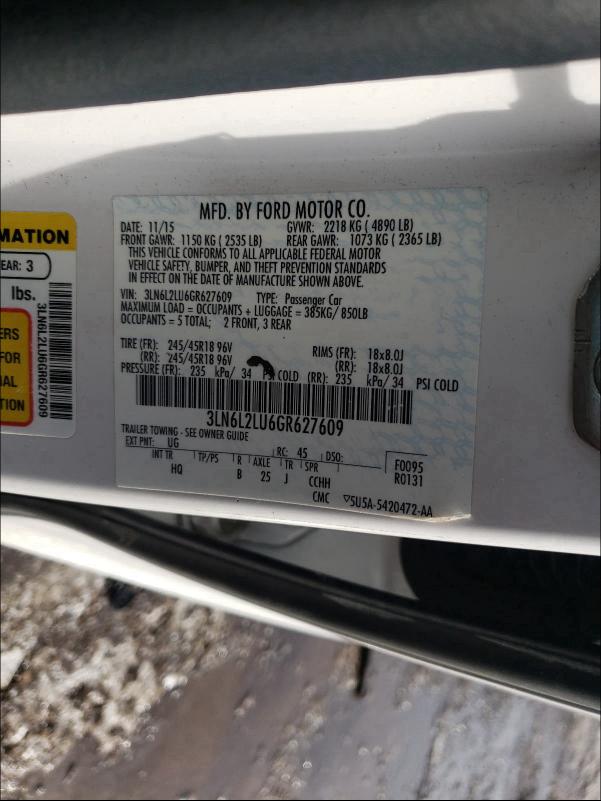 MFD. BY FORD MOTOR CO.
DATE: 11/15 GVWR: 2218 KG ( 4890 LB)
FRONT GAWR: 1150 KG ( 2535 LB) REAR GAWR: 1073 KG ( 2365 LB)
THIS VEHICLE CONFORMS TO ALL APPLICABLE FEDERAL MOTOR
VEHICLE SAFETY, BUMPER, AND THEFT PREVENTION STANDARDS
IN EFFECT ON THE DATE OF MANUFACTURE SHOWN ABOVE.
VIN: 3LN6L2LU6GR627609 TYPE: Passenger Car
MAXIMUM LOAD = OCCUPANTS + LUGGAGE = 385KG/ 850LB
OCCUPANTS = 5 TOTAL; 2 FRONT, 3 REAR
TIRE (FR): 245/45R18 96V RIMS (FR): 18x8.0J
(RR): 245/45R18 96V (RR): 18x8.0J
PRESSURE (FR): 235 kPa/ 34 PSI COLD (RR): 235 kPa/ 34 PSI COLD
3LN6L2LU6GR627609
TRAILER TOWING - SEE OWNER GUIDE
EXT PNT: UG RC: 45 DSO: F0095
INT TR TP/PS R AXLE TR SPR R0131
HQ B 25 J CCHH
CMC ▽5U5A-5420472-AA
MATION
EAR: 3
lbs.
ERS
FOR
NAL
TION
3LN6L2LU6GR627609